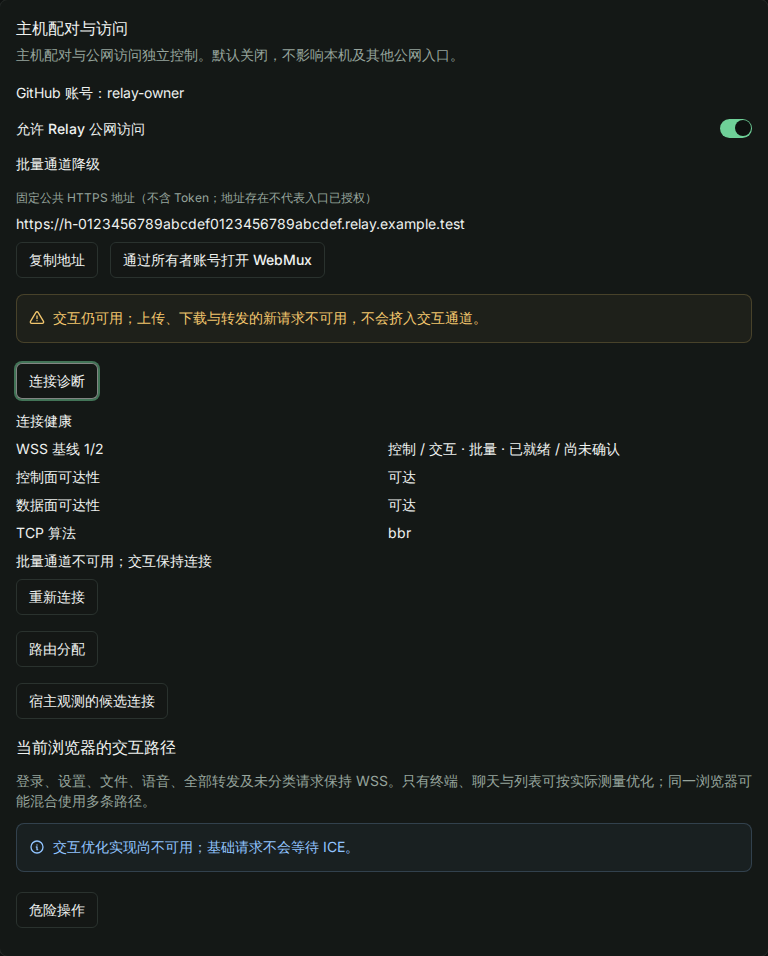 主机配对与访问
主机配对与公网访问独立控制。默认关闭，不影响本机及其他公网入口。
GitHub 账号：relay-owner
允许 Relay 公网访问
批量通道降级
固定公共 HTTPS 地址（不含 Token；地址存在不代表入口已授权）
https://h-0123456789abcdef0123456789abcdef.relay.example.test
复制地址 通过所有者账号打开 WebMux
交互仍可用；上传、下载与转发的新请求不可用，不会挤入交互通道。
连接诊断
连接健康
WSS 基线 1/2 控制 / 交互 · 批量 · 已就绪 / 尚未确认
控制面可达性 可达
数据面可达性 可达
TCP 算法 bbr
批量通道不可用；交互保持连接
重新连接
路由分配
宿主观测的候选连接
当前浏览器的交互路径
登录、设置、文件、语音、全部转发及未分类请求保持 WSS。只有终端、聊天与列表可按实际测量优化；同一浏览器可
能混合使用多条路径。
交互优化实现尚不可用；基础请求不会等待 ICE。
危险操作